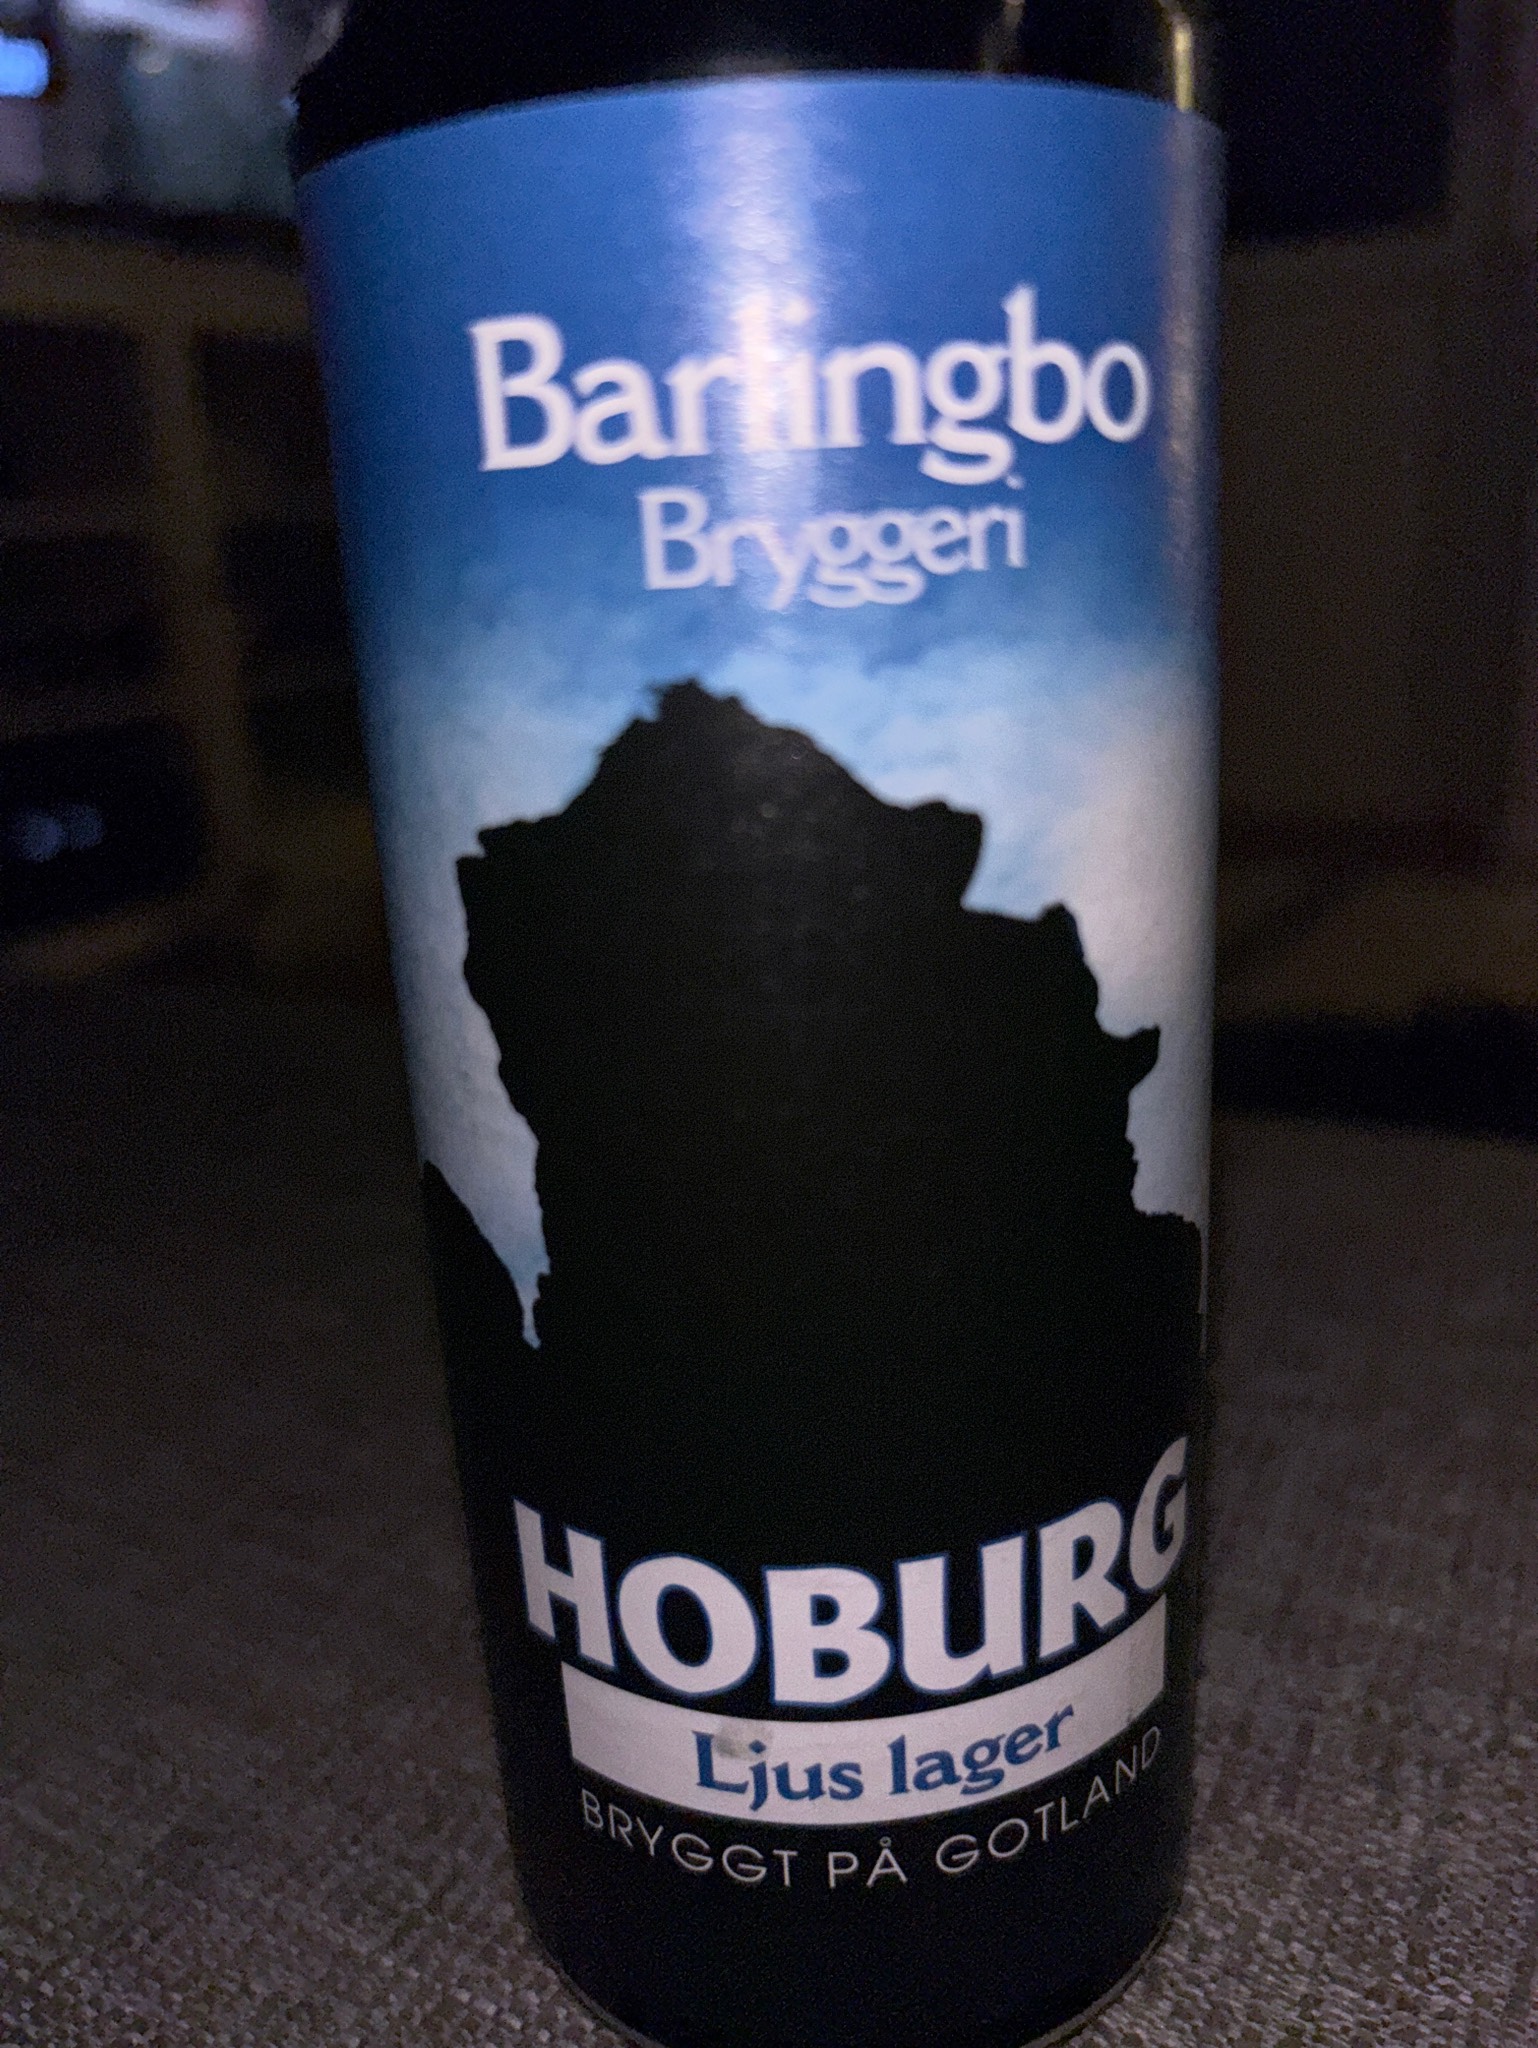 Barlingbo
Bryggeri
HOBURG
Ljus lager
BRYGGT PÅ GOTLAND